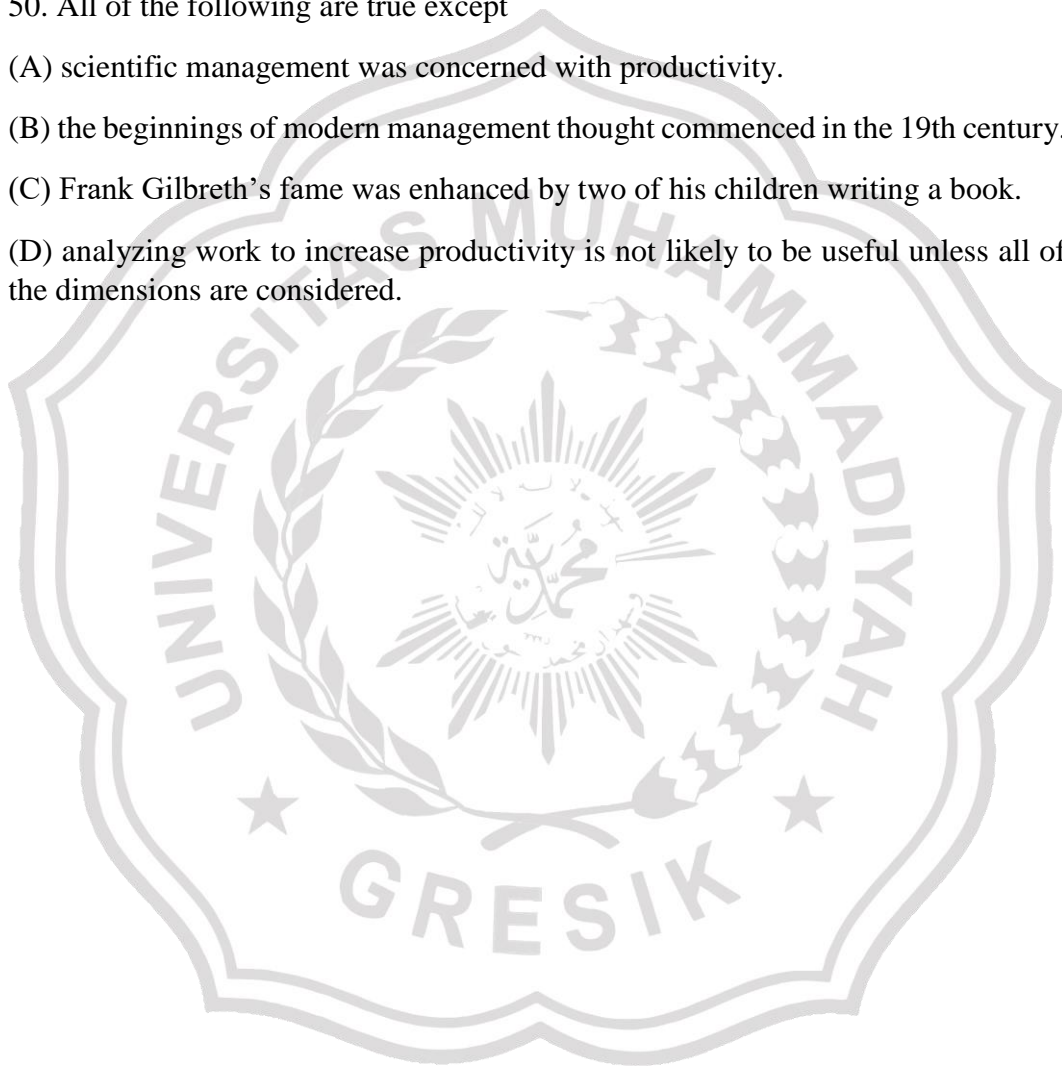 50. All of the following are true except
(A) scientific management was concerned with productivity.
(B) the beginnings of modern management thought commenced in the 19th century.
(C) Frank Gilbreth’s fame was enhanced by two of his children writing a book.
(D) analyzing work to increase productivity is not likely to be useful unless all of
the dimensions are considered.
UNIVERSITAS MUHAMMADIYAH
محمد
GRESIK